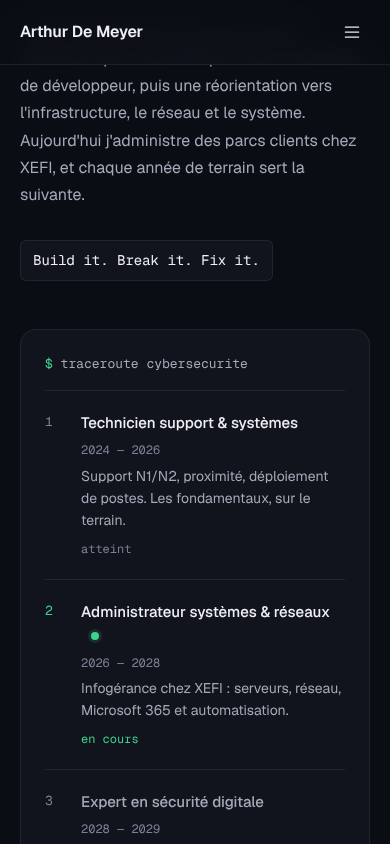 Arthur De Meyer
de développeur, puis une réorientation vers
l'infrastructure, le réseau et le système.
Aujourd'hui j'administre des parcs clients chez
XEFI, et chaque année de terrain sert la
suivante.
Build it. Break it. Fix it.
$ traceroute cybersecurite
1 Technicien support & systèmes
2024 — 2026
Support N1/N2, proximité, déploiement
de postes. Les fondamentaux, sur le
terrain.
atteint
2 Administrateur systèmes & réseaux
2026 — 2028
Infogérance chez XEFI : serveurs, réseau,
Microsoft 365 et automatisation.
en cours
3 Expert en sécurité digitale
2028 — 2029